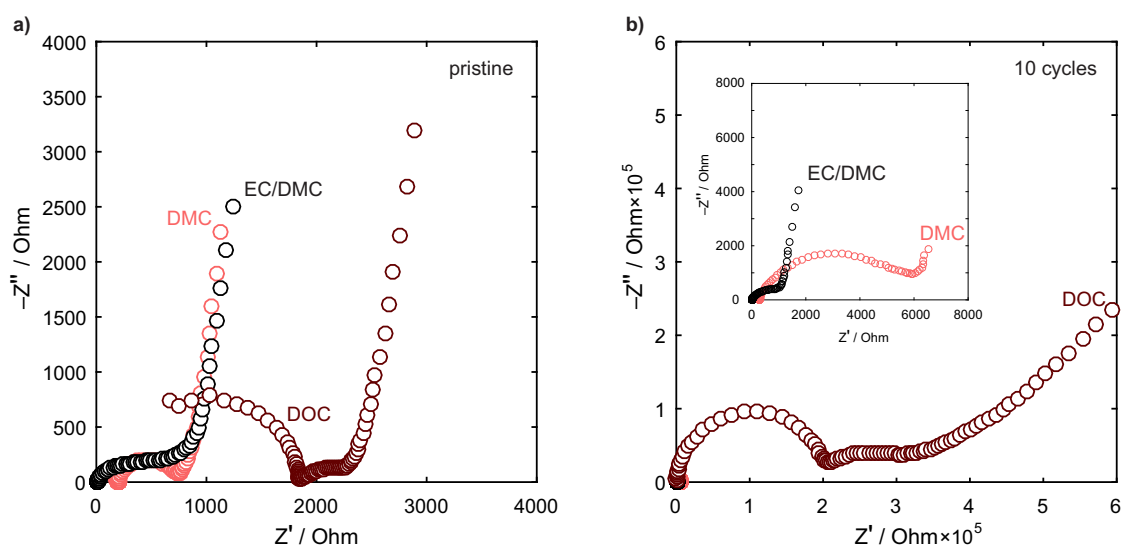 a)
4000
3500
3000
2500
2000
1500
1000
500
0
0
1000
2000
3000
4000
–Z″ / Ohm
Z′ / Ohm
pristine
EC/DMC
DMC
DOC
b)
6
5
4
3
2
1
0
0
1
2
3
4
5
6
–Z″ / Ohm×10⁵
Z′ / Ohm×10⁵
10 cycles
DOC
8000
6000
4000
2000
0
0
2000
4000
6000
8000
–Z″ / Ohm
Z′ / Ohm
EC/DMC
DMC